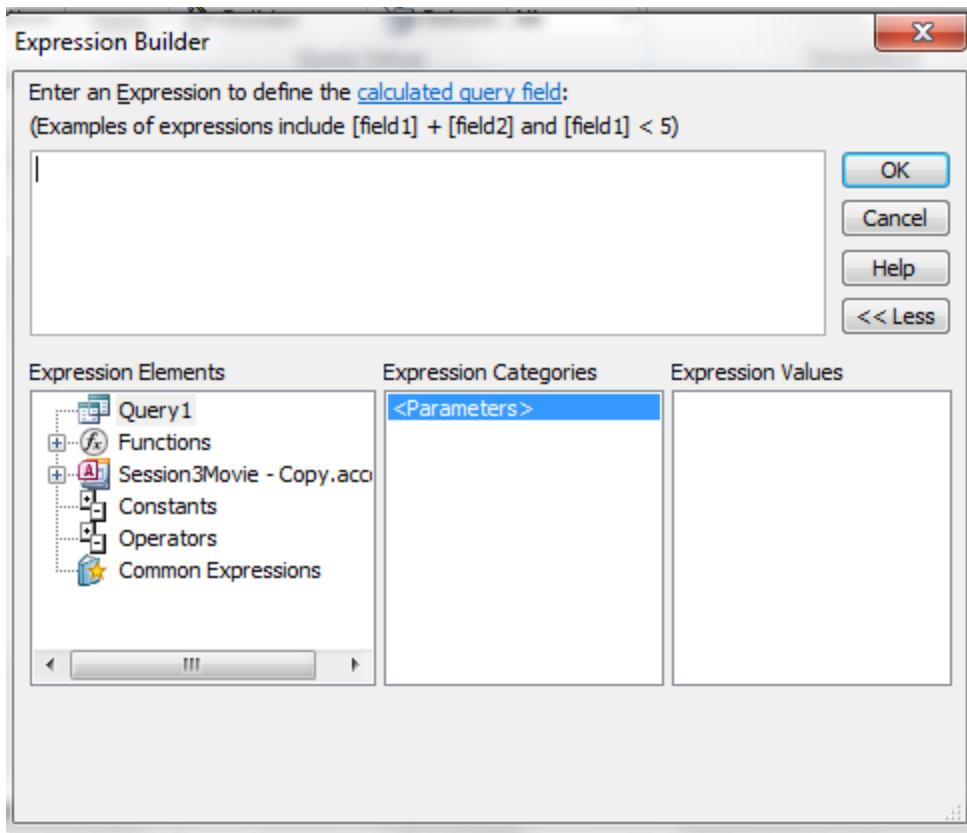 Expression Builder
Enter an Expression to define the calculated query field:
(Examples of expressions include [field1] + [field2] and [field1] < 5)
OK
Cancel
Help
<< Less
Expression Elements
Expression Categories
Expression Values
Query1
Functions
Session3Movie - Copy.acc
Constants
Operators
Common Expressions
<Parameters>